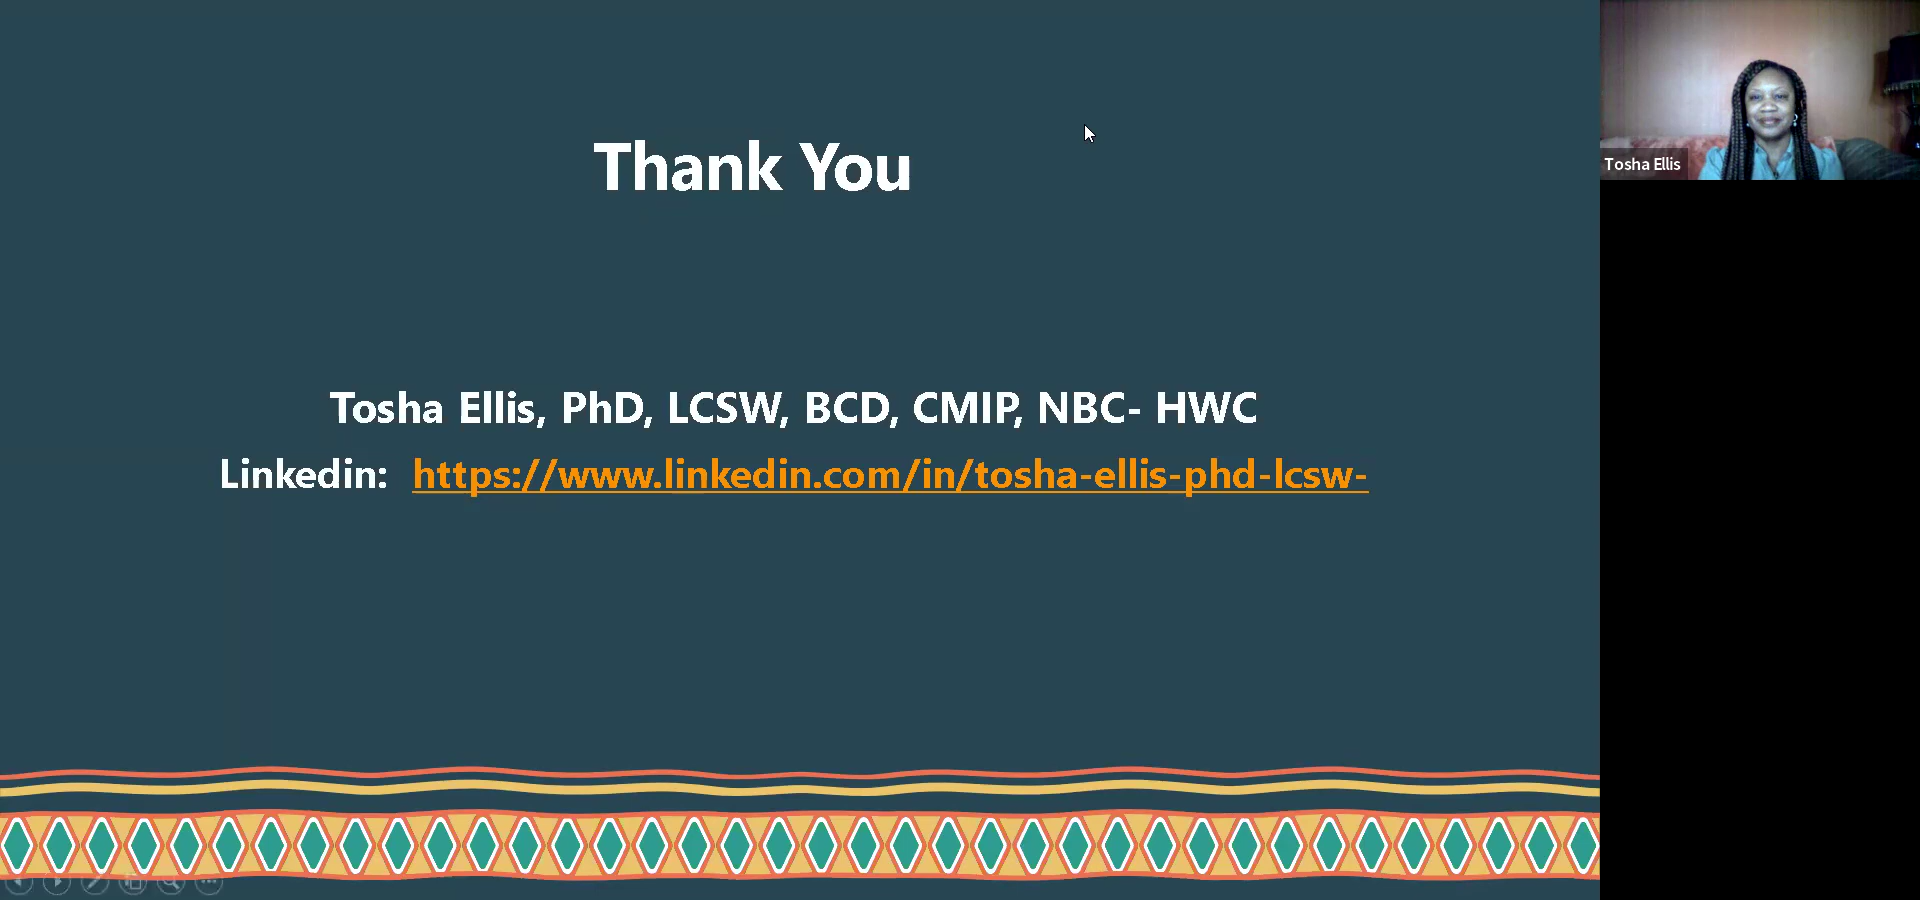 Thank You
Tosha Ellis, PhD, LCSW, BCD, CMIP, NBC- HWC
Linkedin: https://www.linkedin.com/in/tosha-ellis-phd-lcsw-
Tosha Ellis